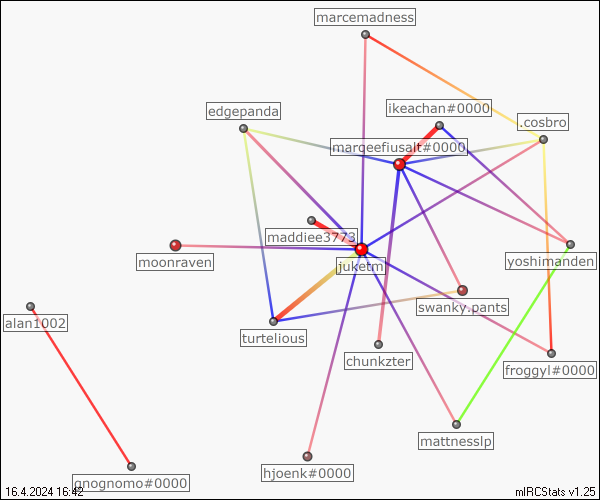 marcemadness
ikeachan#0000
edgepanda
.cosbro
marqeefiusalt#0000
maddiee3773
moonraven
juketm
yoshimanden
swanky.pants
alan1002
turtelious
chunkzter
froggyl#0000
mattnesslp
hjoenk#0000
gnognomo#0000
16.4.2024 16:42
mIRCStats v1.25